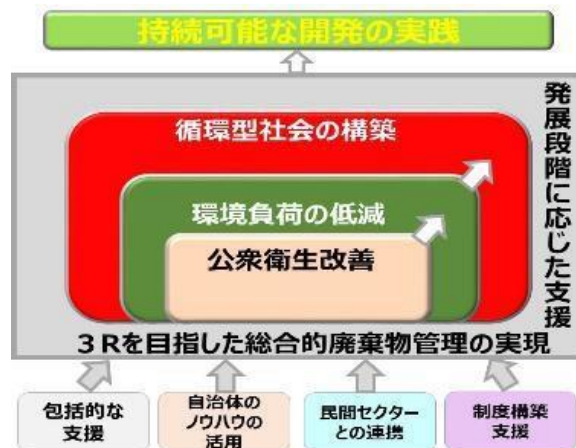 持続可能な開発の実践
循環型社会の構築
環境負荷の低減
公衆衛生改善
発展段階に応じた支援
３Rを目指した総合的廃棄物管理の実現
包括的な
支援
自治体の
ノウハウの
活用
民間セクター
との連携
制度構築
支援